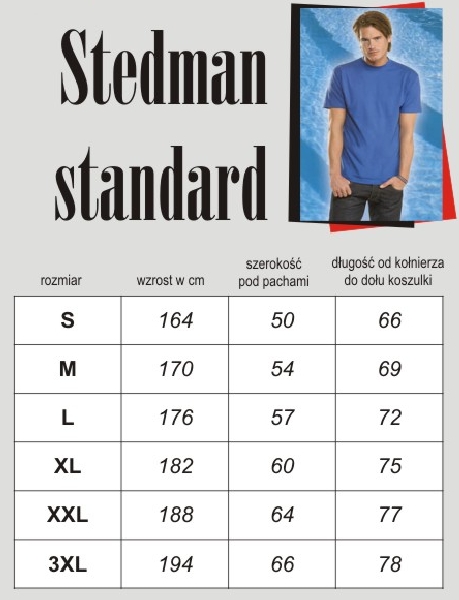 Stedman
standard
rozmiar wzrost w cm szerokość pod pachami długość od kołnierza do dołu koszulki
S 164 50 66
M 170 54 69
L 176 57 72
XL 182 60 75
XXL 188 64 77
3XL 194 66 78